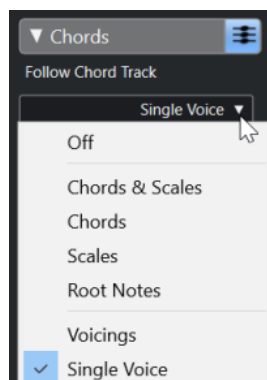 Chords
Follow Chord Track
Single Voice
Off
Chords & Scales
Chords
Scales
Root Notes
Voicings
Single Voice